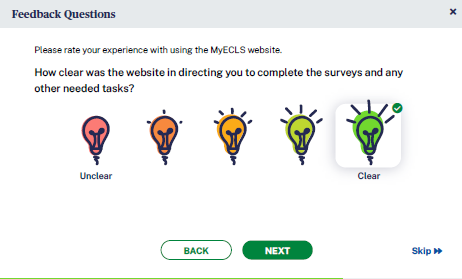 Feedback Questions
×
Please rate your experience with using the MyECLS website.
How clear was the website in directing you to complete the surveys and any
other needed tasks?
Unclear
Clear
BACK
NEXT
Skip